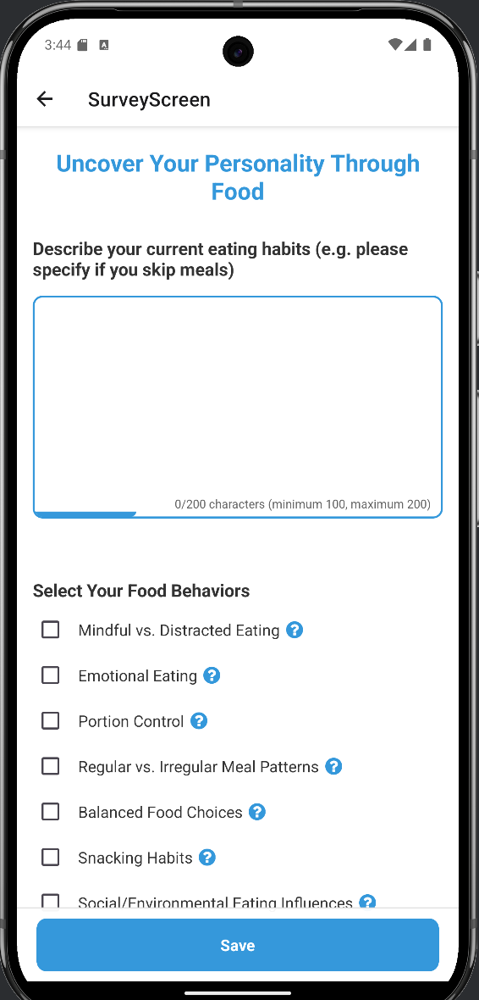 3:44
SurveyScreen
Uncover Your Personality Through
Food
Describe your current eating habits (e.g. please
specify if you skip meals)
0/200 characters (minimum 100, maximum 200)
Select Your Food Behaviors
Mindful vs. Distracted Eating ?
Emotional Eating ?
Portion Control ?
Regular vs. Irregular Meal Patterns ?
Balanced Food Choices ?
Snacking Habits ?
Social/Environmental Eating Influences ?
Save